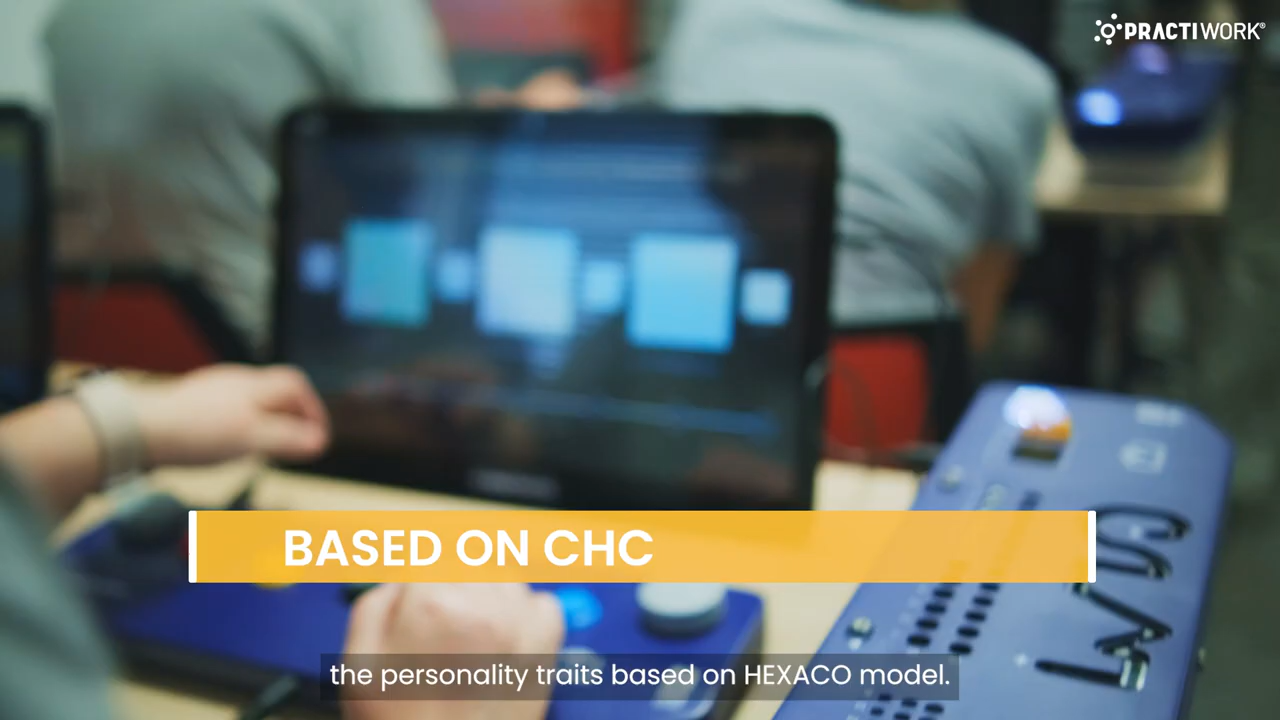 PRACTIWORK®
BASED ON CHC
the personality traits based on HEXACO model.